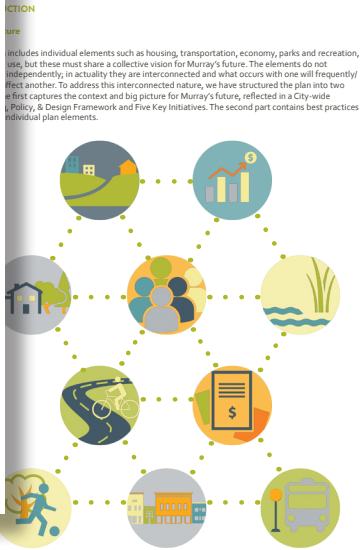 CTION
ure
includes individual elements such as housing, transportation, economy, parks and recreation,
use, but these must share a collective vision for Murray's future. The elements do not
independently; in actuality they are interconnected and what occurs with one will frequently/
ffect another. To address this interconnected nature, we have structured the plan into two
e first captures the context and big picture for Murray's future, reflected in a City-wide
, Policy, & Design Framework and Five Key Initiatives. The second part contains best practices
ndividual plan elements.
$
$